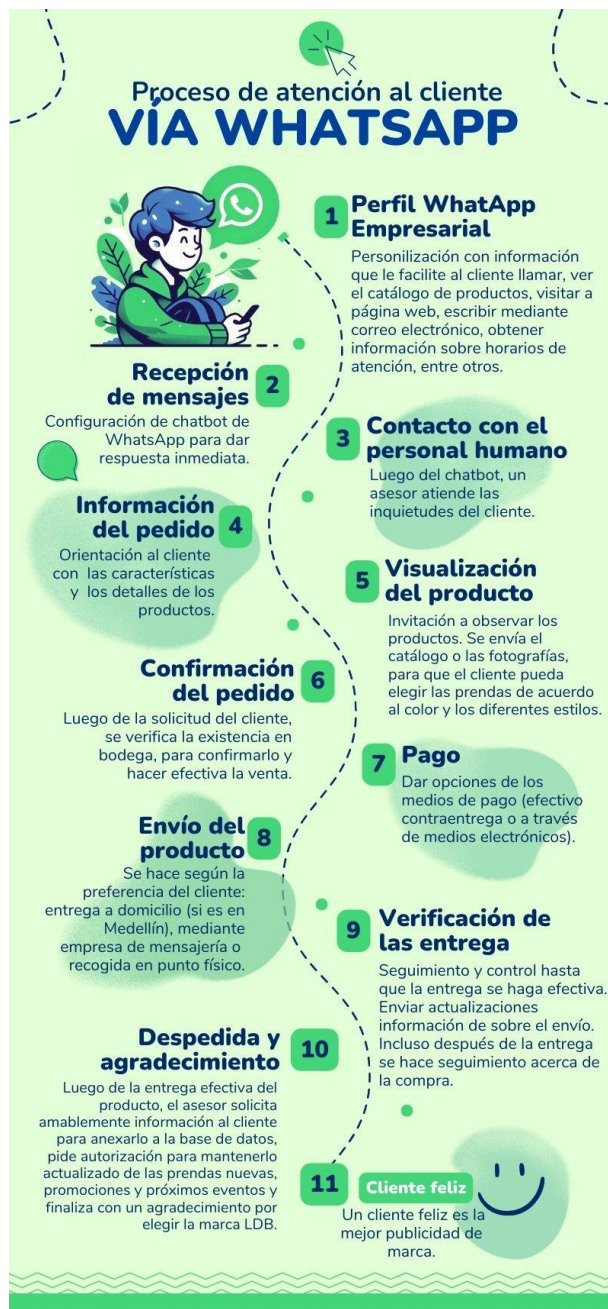 Proceso de atención al cliente
VÍA WHATSAPP
1
Perfil WhatApp
Empresarial
Personilización con información
que le facilite al cliente llamar, ver
el catálogo de productos, visitar a
página web, escribir mediante
correo electrónico, obtener
información sobre horarios de
atención, entre otros.
Recepción
de mensajes
2
Configuración de chatbot de
WhatsApp para dar
respuesta inmediata.
3
Contacto con el
personal humano
Luego del chatbot, un
asesor atiende las
inquietudes del cliente.
Información
del pedido
4
Orientación al cliente
con las características
y los detalles de los
productos.
5
Visualización
del producto
Invitación a observar los
productos. Se envía el
catálogo o las fotografías,
para que el cliente pueda
elegir las prendas de acuerdo
al color y los diferentes estilos.
Confirmación
del pedido
6
Luego de la solicitud del cliente,
se verifica la existencia en
bodega, para confirmarlo y
hacer efectiva la venta.
7
Pago
Dar opciones de los
medios de pago (efectivo
contraentrega o a través
de medios electrónicos).
Envío del
producto
8
Se hace según la
preferencia del cliente:
entrega a domicilio (si es en
Medellín), mediante
empresa de mensajería o
recogida en punto físico.
9
Verificación de
las entrega
Seguimiento y control hasta
que la entrega se haga efectiva.
Enviar actualizaciones
información de sobre el envío.
Incluso después de la entrega
se hace seguimiento acerca de
la compra.
Despedida y
agradecimiento
10
Luego de la entrega efectiva del
producto, el asesor solicita
amablemente información al cliente
para anexarlo a la base de datos,
pide autorización para mantenerlo
actualizado de las prendas nuevas,
promociones y próximos eventos y
finaliza con un agradecimiento por
elegir la marca LDB.
11
Cliente feliz
Un cliente feliz es la
mejor publicidad de
marca.